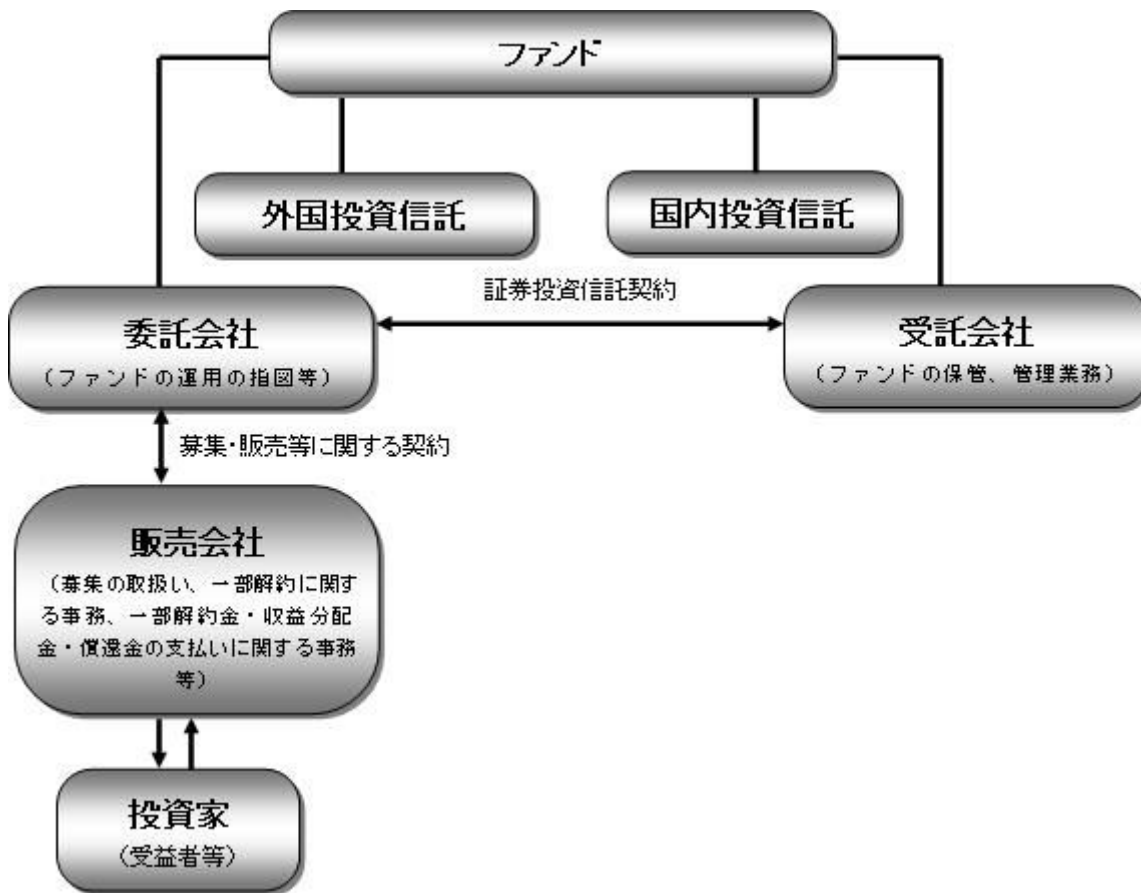 ファンド
外国投資信託
国内投資信託
証券投資信託契約
委託会社
（ファンドの運用の指図等）
受託会社
（ファンドの保管、管理業務）
募集・販売等に関する契約
販売会社
（募集の取扱い、一部解約に関す
る事務、一部解約金・収益分配
金・償還金の支払いに関する事務
等）
投資家
（受益者等）